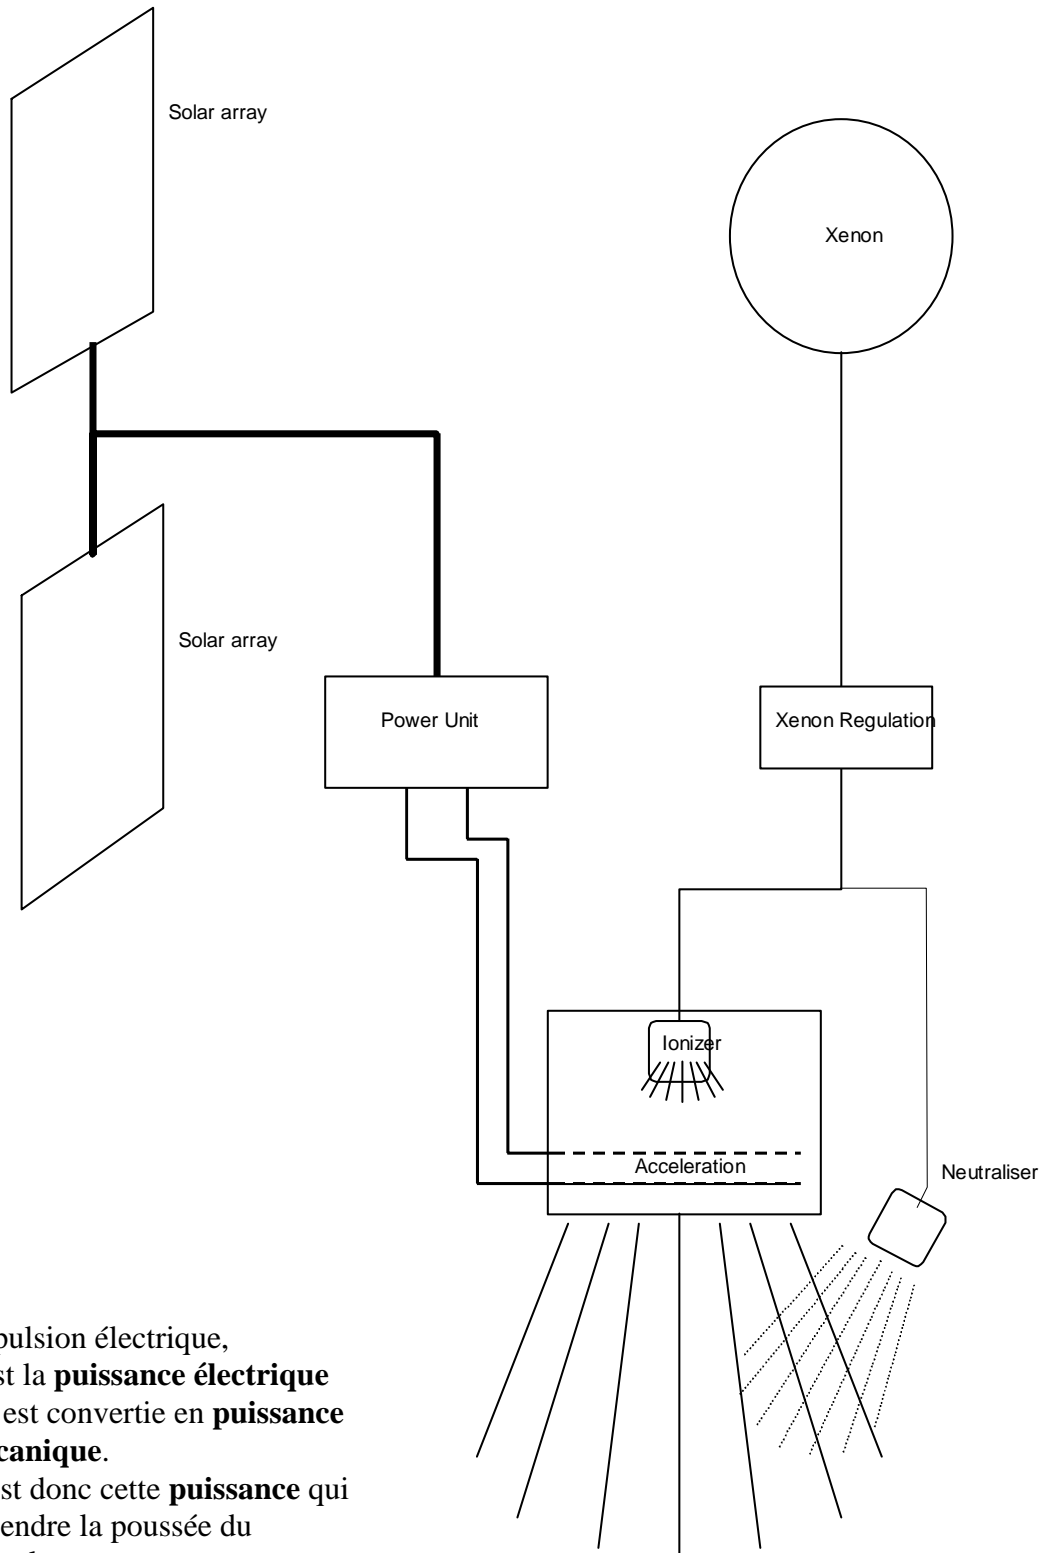 Solar array
Xenon
Solar array
Power Unit
Xenon Regulation
Ionizer
Acceleration
Neutraliser
pulsion électrique,
st la puissance électrique
est convertie en puissance
canique.
st donc cette puissance qui
endre la poussée du